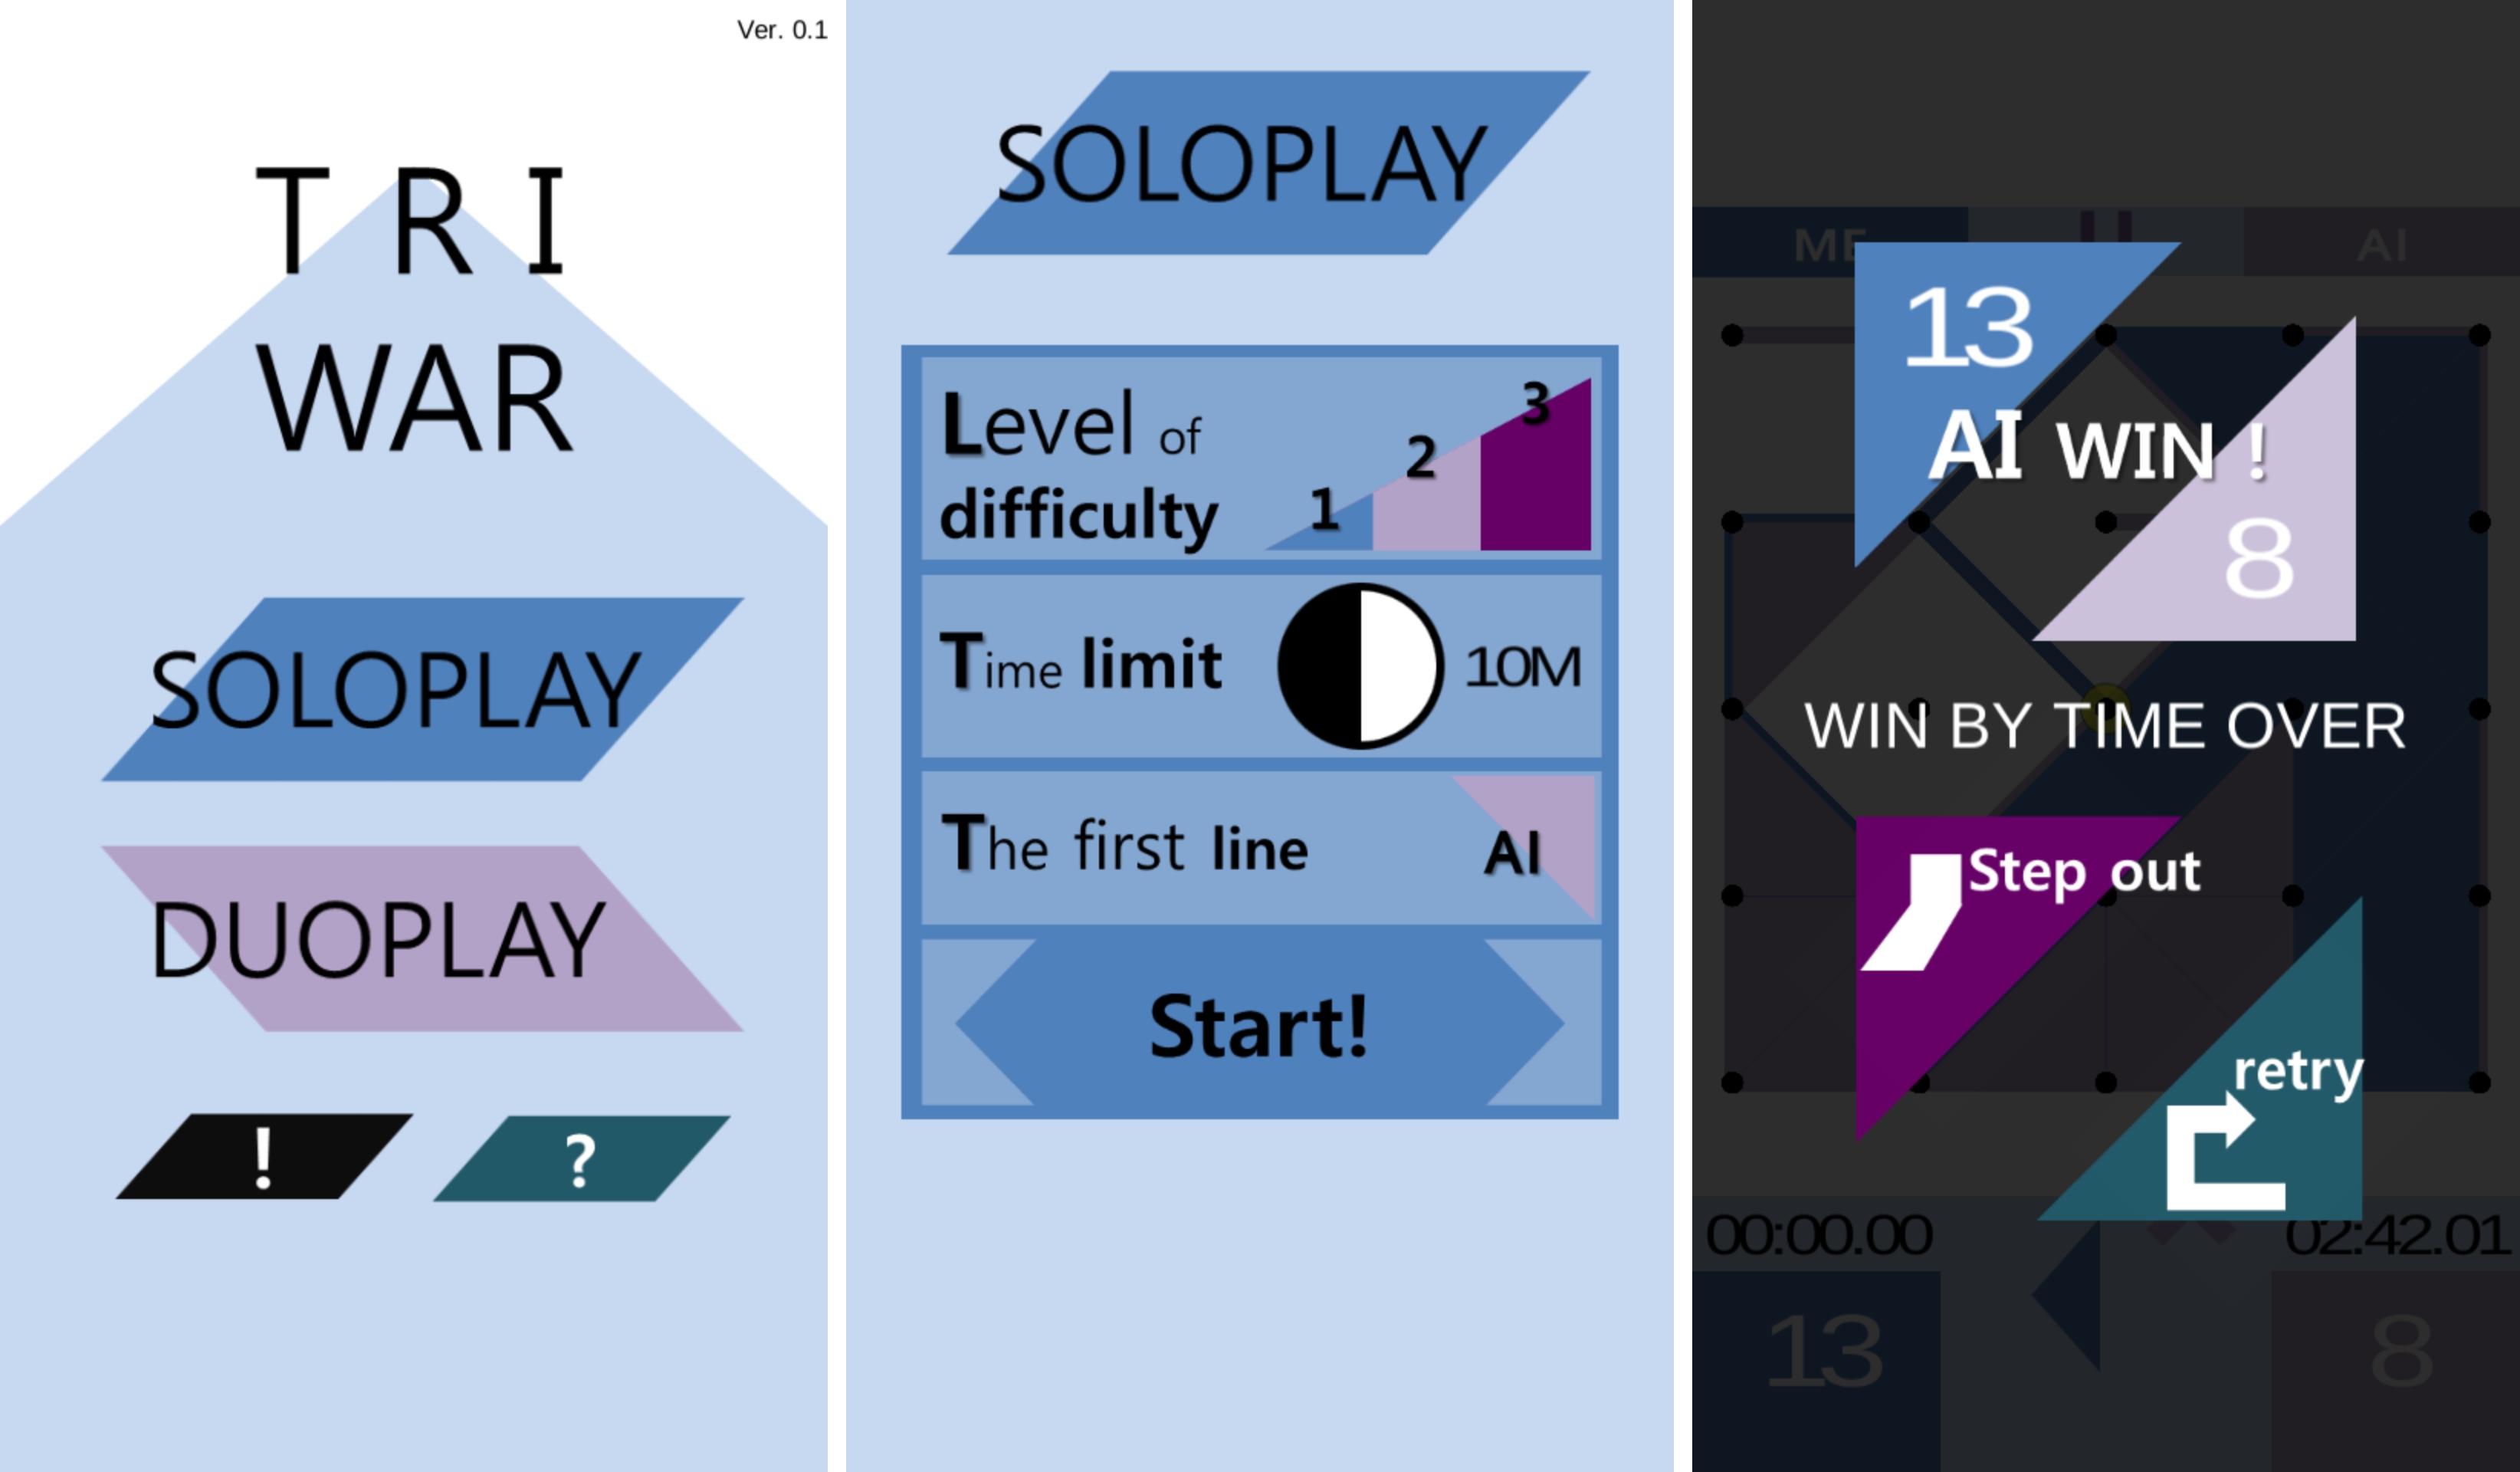 Ver. 0.1
T R I
WAR
SOLOPLAY
DUOPLAY
!
?
SOLOPLAY
Level of
difficulty
1
2
3
Time limit
10M
The first line
AI
Start!
ME
AI
13
AI WIN !
8
WIN BY TIME OVER
Step out
retry
00:00.00
02:42.01
13
8